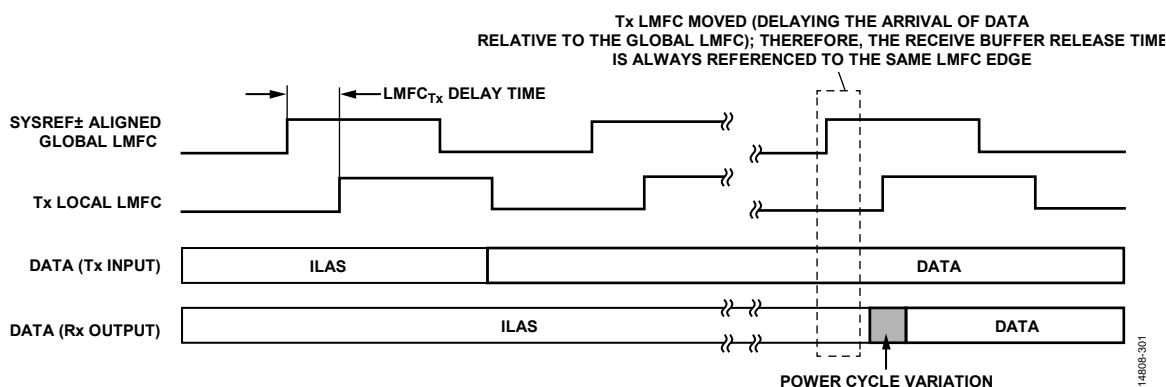 Tx LMFC MOVED (DELAYING THE ARRIVAL OF DATA
RELATIVE TO THE GLOBAL LMFC); THEREFORE, THE RECEIVE BUFFER RELEASE TIME
IS ALWAYS REFERENCED TO THE SAME LMFC EDGE
LMFCTx DELAY TIME
SYSREF± ALIGNED
GLOBAL LMFC
Tx LOCAL LMFC
DATA (Tx INPUT)
ILAS
DATA
DATA (Rx OUTPUT)
ILAS
DATA
POWER CYCLE VARIATION
14808-301